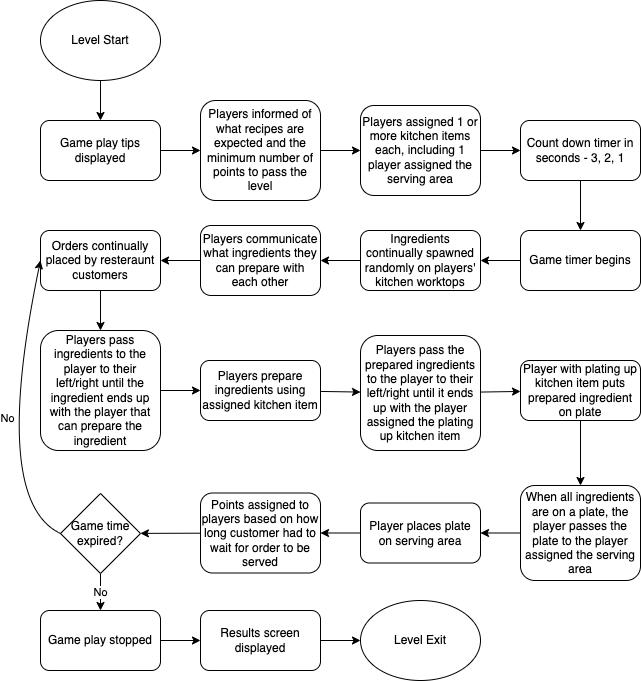 Level Start
Game play tips
displayed
Players informed of
what recipes are
expected and the
minimum number of
points to pass the
level
Players assigned 1 or
more kitchen items
each, including 1
player assigned the
serving area
Count down timer in
seconds - 3, 2, 1
Game timer begins
Ingredients
continually spawned
randomly on players'
kitchen worktops
Players communicate
what ingredients they
can prepare with
each other
Orders continually
placed by resteraunt
customers
Players pass
ingredients to the
player to their
left/right until the
ingredient ends up
with the player that
can prepare the
ingredient
Players prepare
ingredients using
assigned kitchen item
Players pass the
prepared ingredients
to the player to their
left/right until it ends
up with the player
assigned the plating
up kitchen item
Player with plating up
kitchen item puts
prepared ingredient
on plate
When all ingredients
are on a plate, the
player passes the
plate to the player
assigned the serving
area
Player places plate
on serving area
Points assigned to
players based on how
long customer had to
wait for order to be
served
Game time
expired?
No
No
Game play stopped
Results screen
displayed
Level Exit